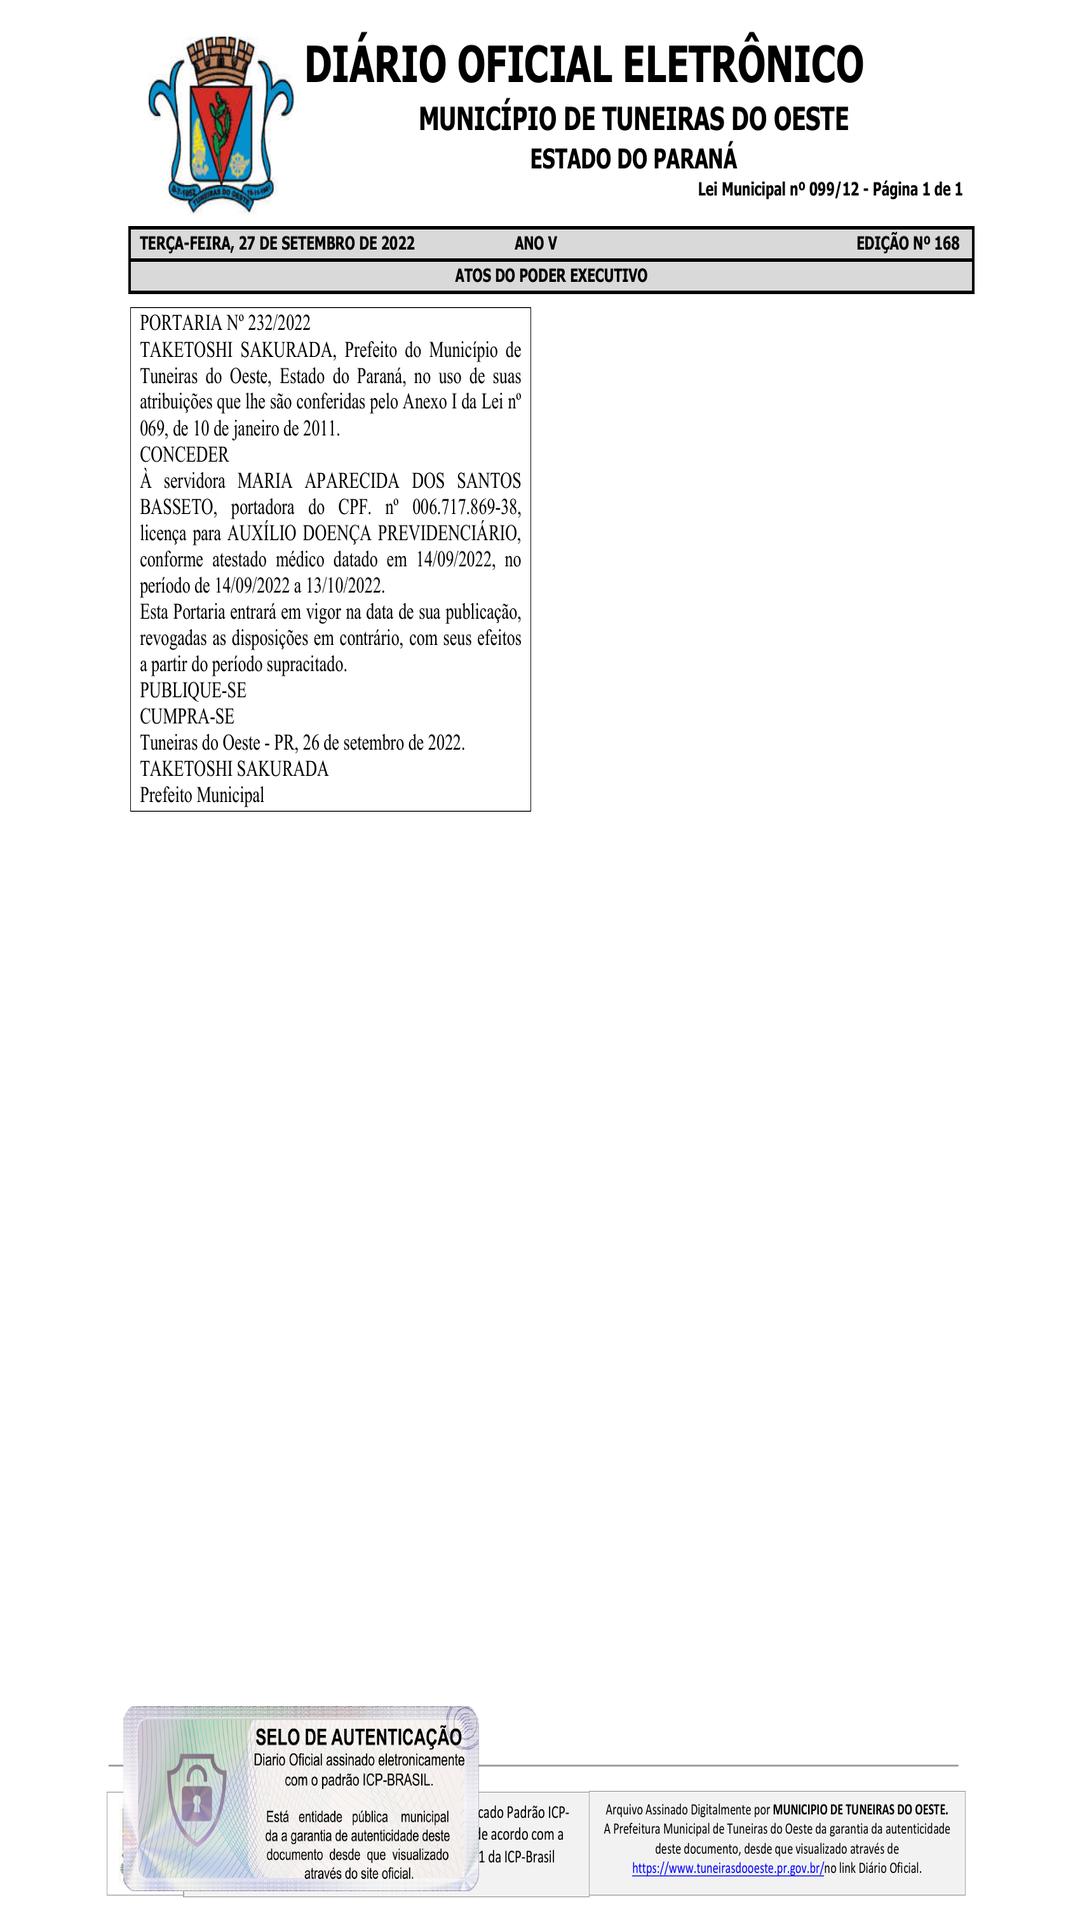 DIÁRIO OFICIAL ELETRÔNICO
MUNICÍPIO DE TUNEIRAS DO OESTE
ESTADO DO PARANÁ
Lei Municipal nº 099/12 - Página 1 de 1
TUNEIRAS DO OESTE
TERÇA-FEIRA, 27 DE SETEMBRO DE 2022 ANO V EDIÇÃO Nº 168
ATOS DO PODER EXECUTIVO
PORTARIA Nº 232/2022
TAKETOSHI SAKURADA, Prefeito do Município de
Tuneiras do Oeste, Estado do Paraná, no uso de suas
atribuições que lhe são conferidas pelo Anexo I da Lei nº
069, de 10 de janeiro de 2011.
CONCEDER
À servidora MARIA APARECIDA DOS SANTOS
BASSETO, portadora do CPF. nº 006.717.869-38,
licença para AUXÍLIO DOENÇA PREVIDENCIÁRIO,
conforme atestado médico datado em 14/09/2022, no
período de 14/09/2022 a 13/10/2022.
Esta Portaria entrará em vigor na data de sua publicação,
revogadas as disposições em contrário, com seus efeitos
a partir do período supracitado.
PUBLIQUE-SE
CUMPRA-SE
Tuneiras do Oeste - PR, 26 de setembro de 2022.
TAKETOSHI SAKURADA
Prefeito Municipal
SELO DE AUTENTICAÇÃO
Diario Oficial assinado eletronicamente
com o padrão ICP-BRASIL.
Está entidade pública municipal
da a garantia de autenticidade deste
documento desde que visualizado
através do site oficial.
cado Padrão ICP-
de acordo com a
1 da ICP-Brasil
Arquivo Assinado Digitalmente por MUNICIPIO DE TUNEIRAS DO OESTE.
A Prefeitura Municipal de Tuneiras do Oeste da garantia da autenticidade
deste documento, desde que visualizado através de
https://www.tuneirasdooeste.pr.gov.br/no link Diário Oficial.